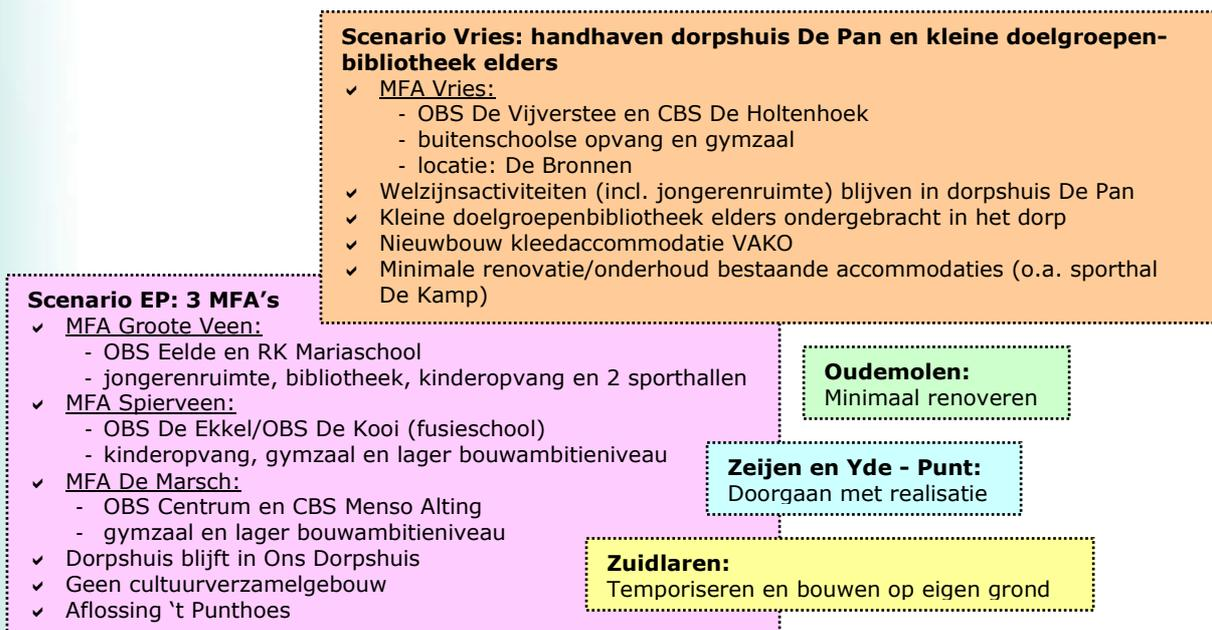 Scenario Vries: handhaven dorpshuis De Pan en kleine doelgroepen-
bibliotheek elders
✓ MFA Vries:
- OBS De Vijverstee en CBS De Holtenhoek
- buitenschoolse opvang en gymzaal
- locatie: De Bronnen
✓ Welzijnsactiviteiten (incl. jongerenruimte) blijven in dorpshuis De Pan
✓ Kleine doelgroepenbibliotheek elders ondergebracht in het dorp
✓ Nieuwbouw kleedaccommodatie VAKO
✓ Minimale renovatie/onderhoud bestaande accommodaties (o.a. sporthal
De Kamp)
Scenario EP: 3 MFA's
✓ MFA Groote Veen:
- OBS Eelde en RK Mariaschool
- jongerenruimte, bibliotheek, kinderopvang en 2 sporthallen
✓ MFA Spierveen:
- OBS De Ekkel/OBS De Kooi (fusieschool)
- kinderopvang, gymzaal en lager bouwambitieniveau
✓ MFA De Marsch:
- OBS Centrum en CBS Menso Alting
- gymzaal en lager bouwambitieniveau
✓ Dorpshuis blijft in Ons Dorpshuis
✓ Geen cultuurverzamelgebouw
✓ Aflossing 't Punthoes
Oudemolen:
Minimaal renoveren
Zeijen en Yde - Punt:
Doorgaan met realisatie
Zuidlaren:
Temporiseren en bouwen op eigen grond